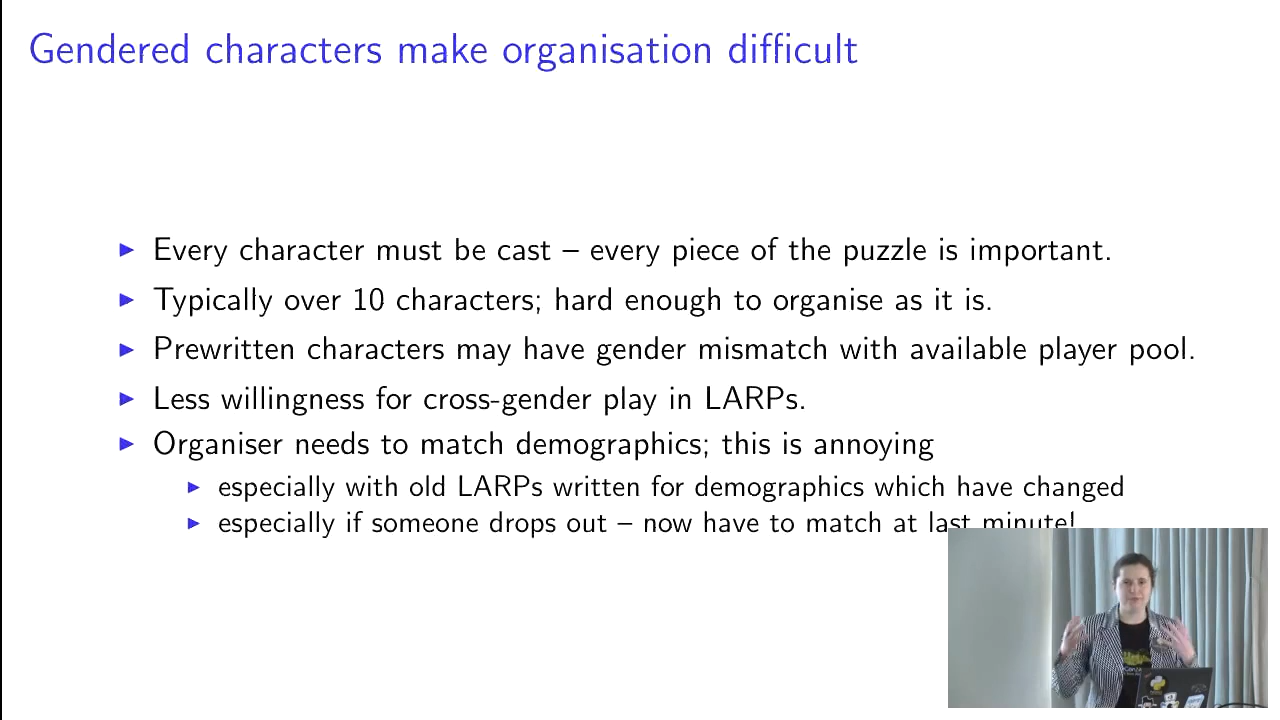 Gendered characters make organisation difficult
Every character must be cast – every piece of the puzzle is important.
Typically over 10 characters; hard enough to organise as it is.
Prewritten characters may have gender mismatch with available player pool.
Less willingness for cross-gender play in LARPs.
Organiser needs to match demographics; this is annoying
especially with old LARPs written for demographics which have changed
especially if someone drops out – now have to match at last minute!